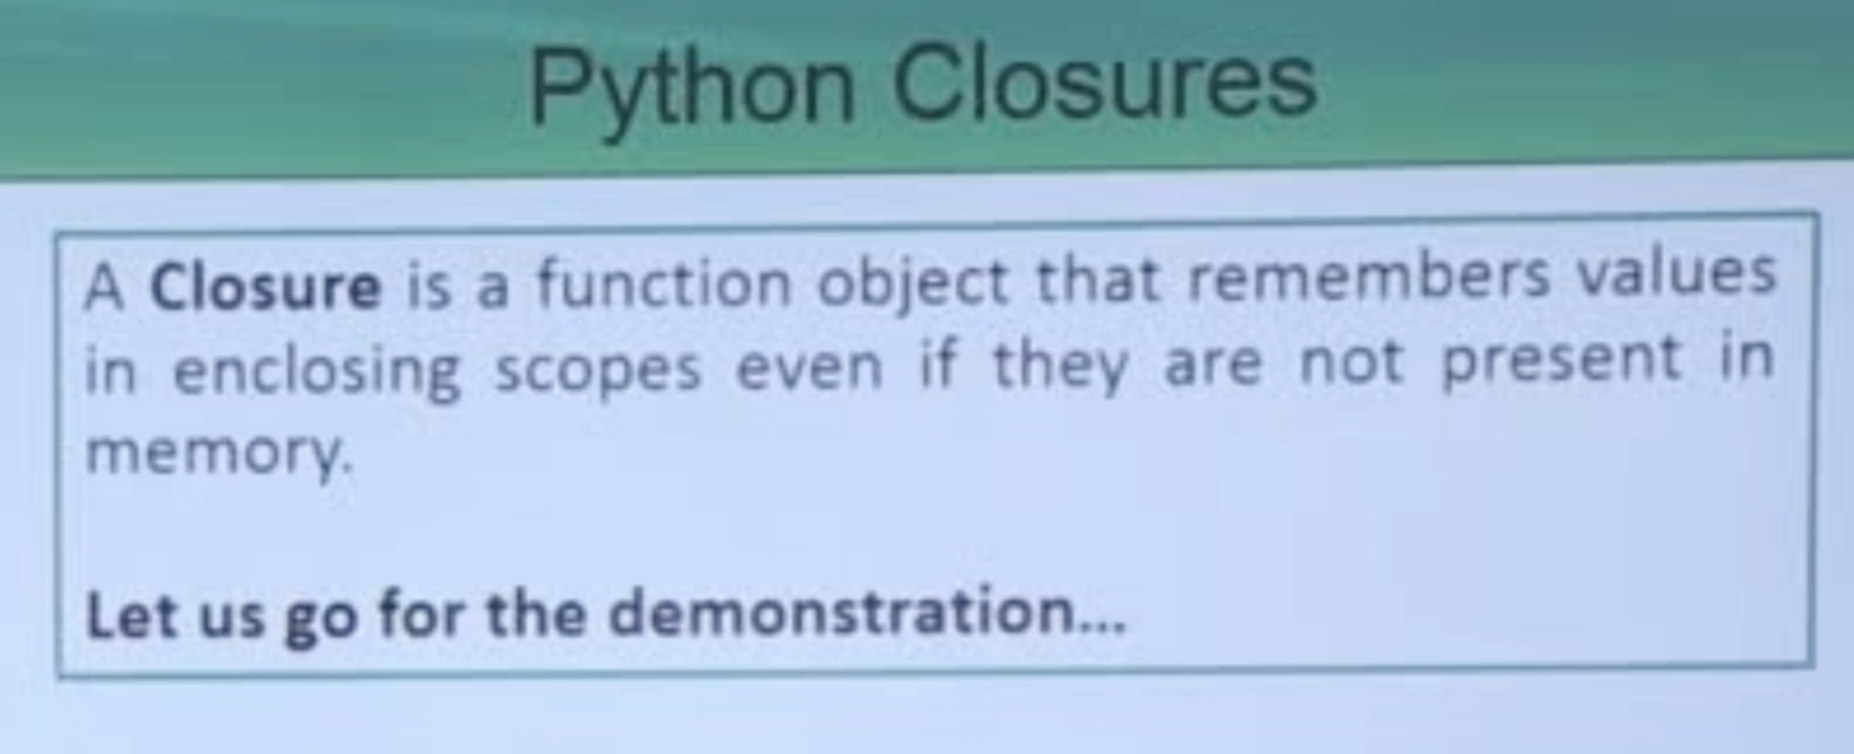 Python Closures
A Closure is a function object that remembers values
in enclosing scopes even if they are not present in
memory.
Let us go for the demonstration...